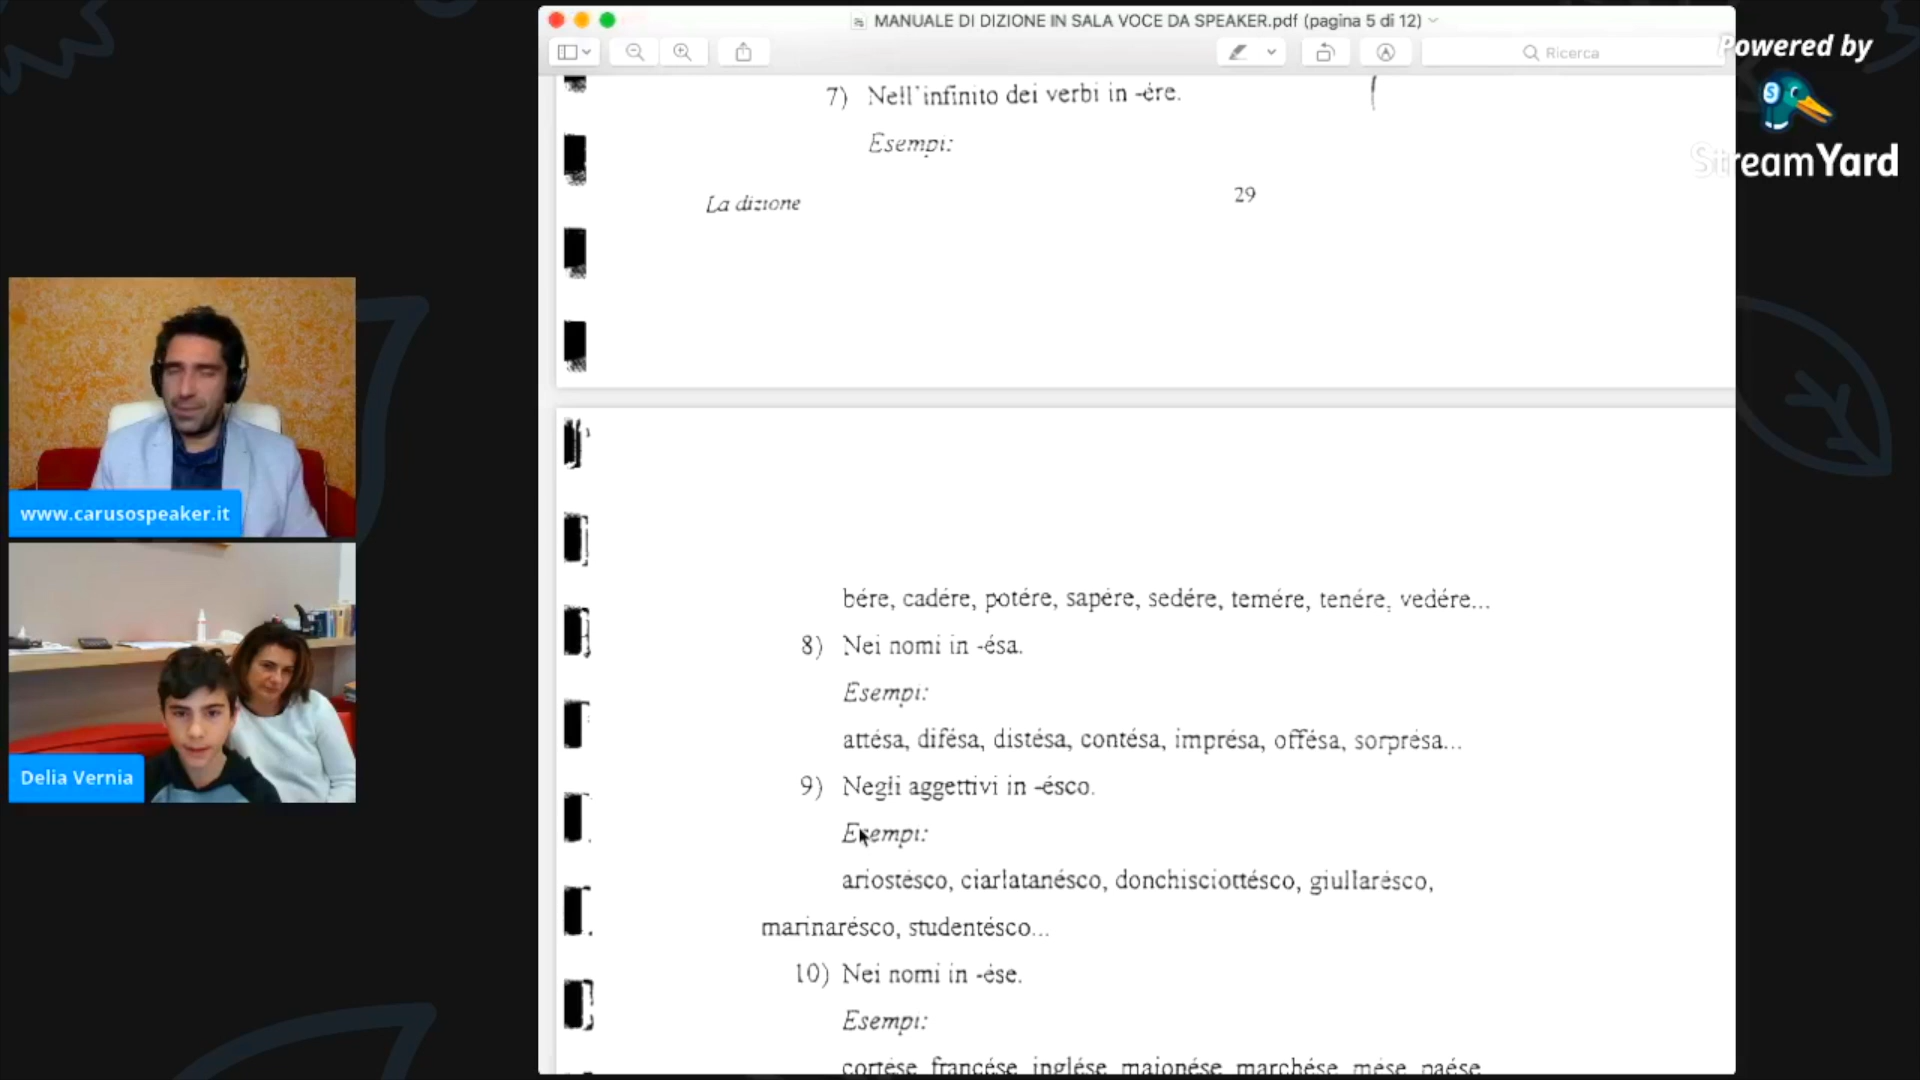 MANUALE DI DIZIONE IN SALA VOCE DA SPEAKER.pdf (pagina 5 di 12)
Ricerca
Powered by
StreamYard
7) Nell'infinito dei verbi in -ére.
Esempi:
La dizione
29
bére, cadére, potére, sapére, sedére, temére, tenére, vedére...
8) Nei nomi in -ésa.
Esempi:
attésa, difésa, distésa, contésa, imprésa, offésa, sorprésa...
9) Negli aggettivi in -ésco.
Esempi:
ariostésco, ciarlatanésco, donchisciottésco, giullarésco,
marinarésco, studentésco...
10) Nei nomi in -ése.
Esempi:
cortése, francése, inglése, maionése, marchése, mése, paése
www.carusospeaker.it
Delia Vernia